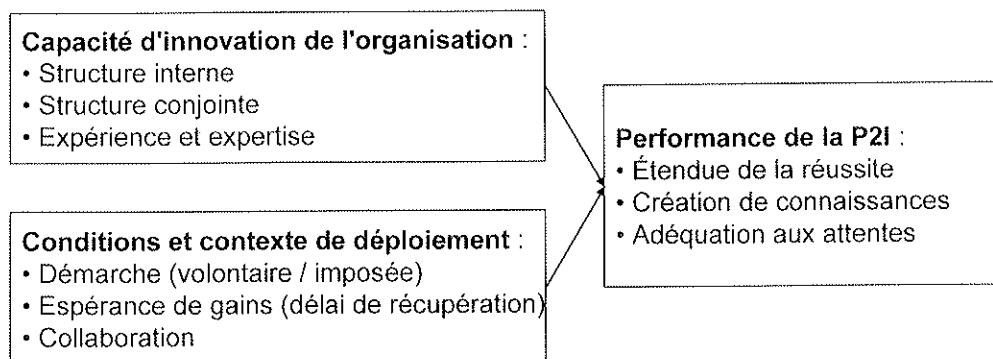 Capacité d'innovation de l'organisation :
• Structure interne
• Structure conjointe
• Expérience et expertise
Conditions et contexte de déploiement :
• Démarche (volontaire / imposée)
• Espérance de gains (délai de récupération)
• Collaboration
Performance de la P2I :
• Étendue de la réussite
• Création de connaissances
• Adéquation aux attentes